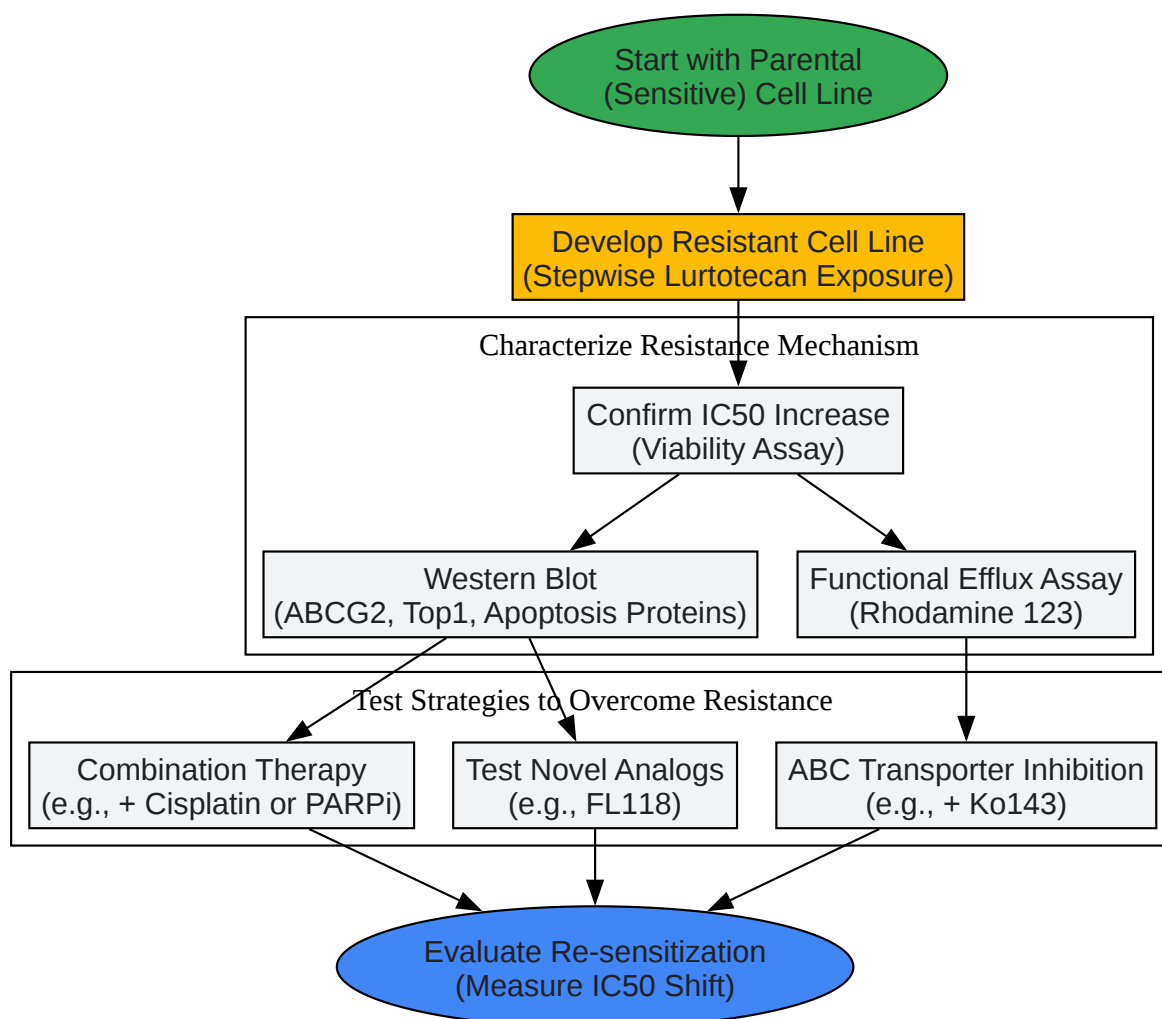 Start with Parental
(Sensitive) Cell Line
Develop Resistant Cell Line
(Stepwise Lurtotecan Exposure)
Characterize Resistance Mechanism
Confirm IC50 Increase
(Viability Assay)
Western Blot
(ABCG2, Top1, Apoptosis Proteins)
Functional Efflux Assay
(Rhodamine 123)
Test Strategies to Overcome Resistance
Combination Therapy
(e.g., + Cisplatin or PARPi)
Test Novel Analogs
(e.g., FL118)
ABC Transporter Inhibition
(e.g., + Ko143)
Evaluate Re-sensitization
(Measure IC50 Shift)